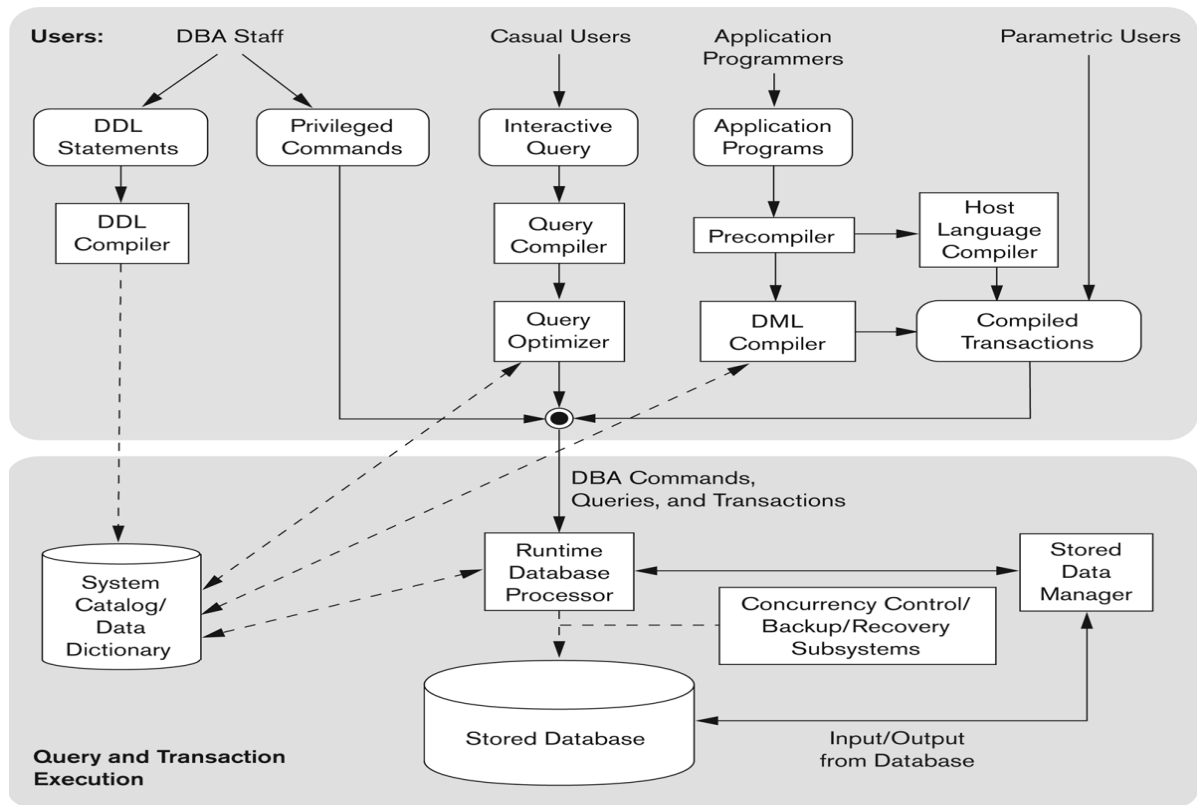 Users:
DBA Staff
Casual Users
Application
Programmers
Parametric Users
DDL
Statements
Privileged
Commands
Interactive
Query
Application
Programs
DDL
Compiler
Query
Compiler
Precompiler
Host
Language
Compiler
Query
Optimizer
DML
Compiler
Compiled
Transactions
DBA Commands,
Queries, and Transactions
System
Catalog/
Data
Dictionary
Runtime
Database
Processor
Stored
Data
Manager
Concurrency Control/
Backup/Recovery
Subsystems
Stored Database
Input/Output
from Database
Query and Transaction
Execution